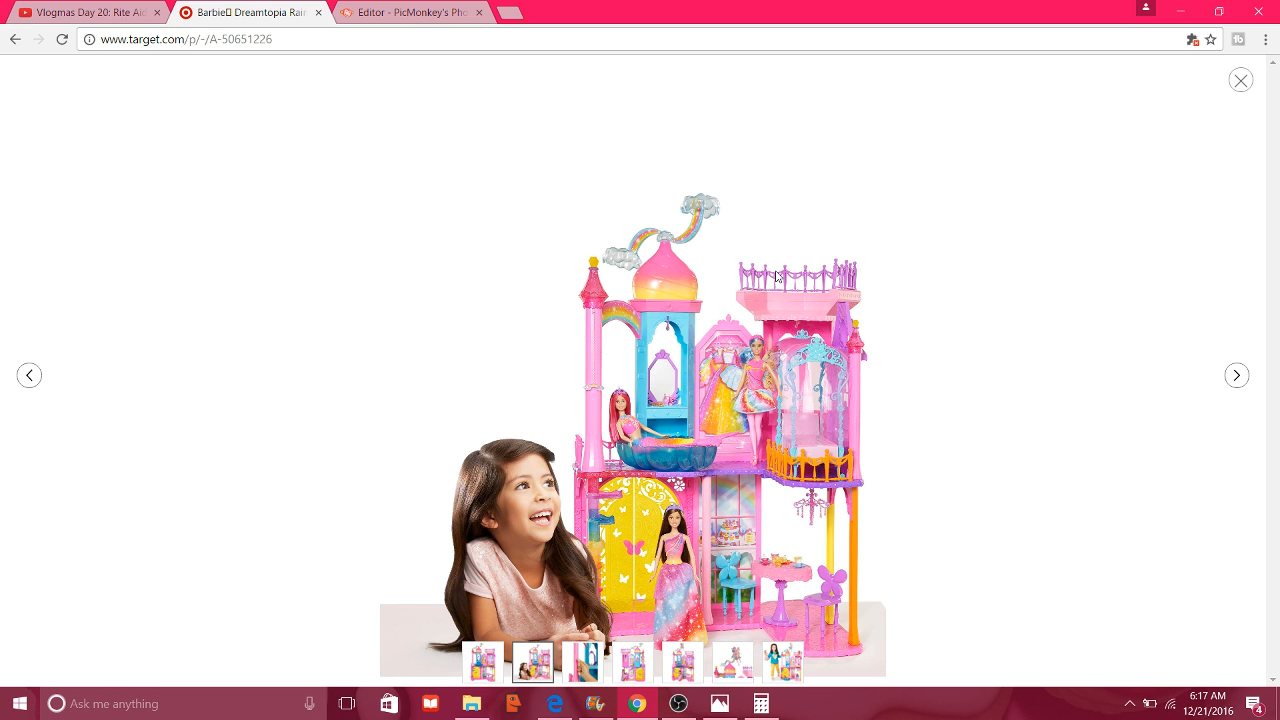 Vlogmas Day 20: Rite Aid
Barbie▯ Dreamtopia Rain
Editor - PicMonkey's Pho
www.target.com/p/-/A-50651226
Ask me anything
6:17 AM
12/21/2016
4